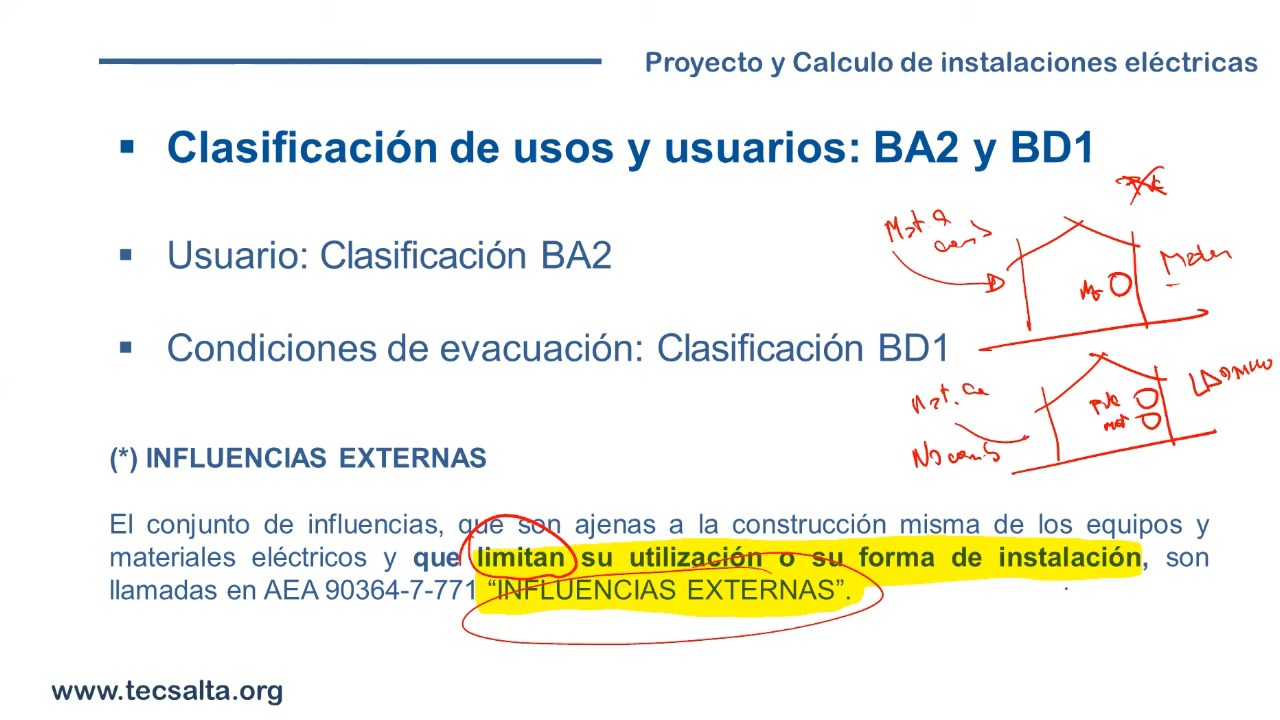 Proyecto y Calculo de instalaciones eléctricas
▪ Clasificación de usos y usuarios: BA2 y BD1
▪ Usuario: Clasificación BA2
▪ Condiciones de evacuación: Clasificación BD1
(*) INFLUENCIAS EXTERNAS
El conjunto de influencias, que son ajenas a la construcción misma de los equipos y
materiales eléctricos y que limitan su utilización o su forma de instalación, son
llamadas en AEA 90364-7-771 “INFLUENCIAS EXTERNAS”.
www.tecsalta.org